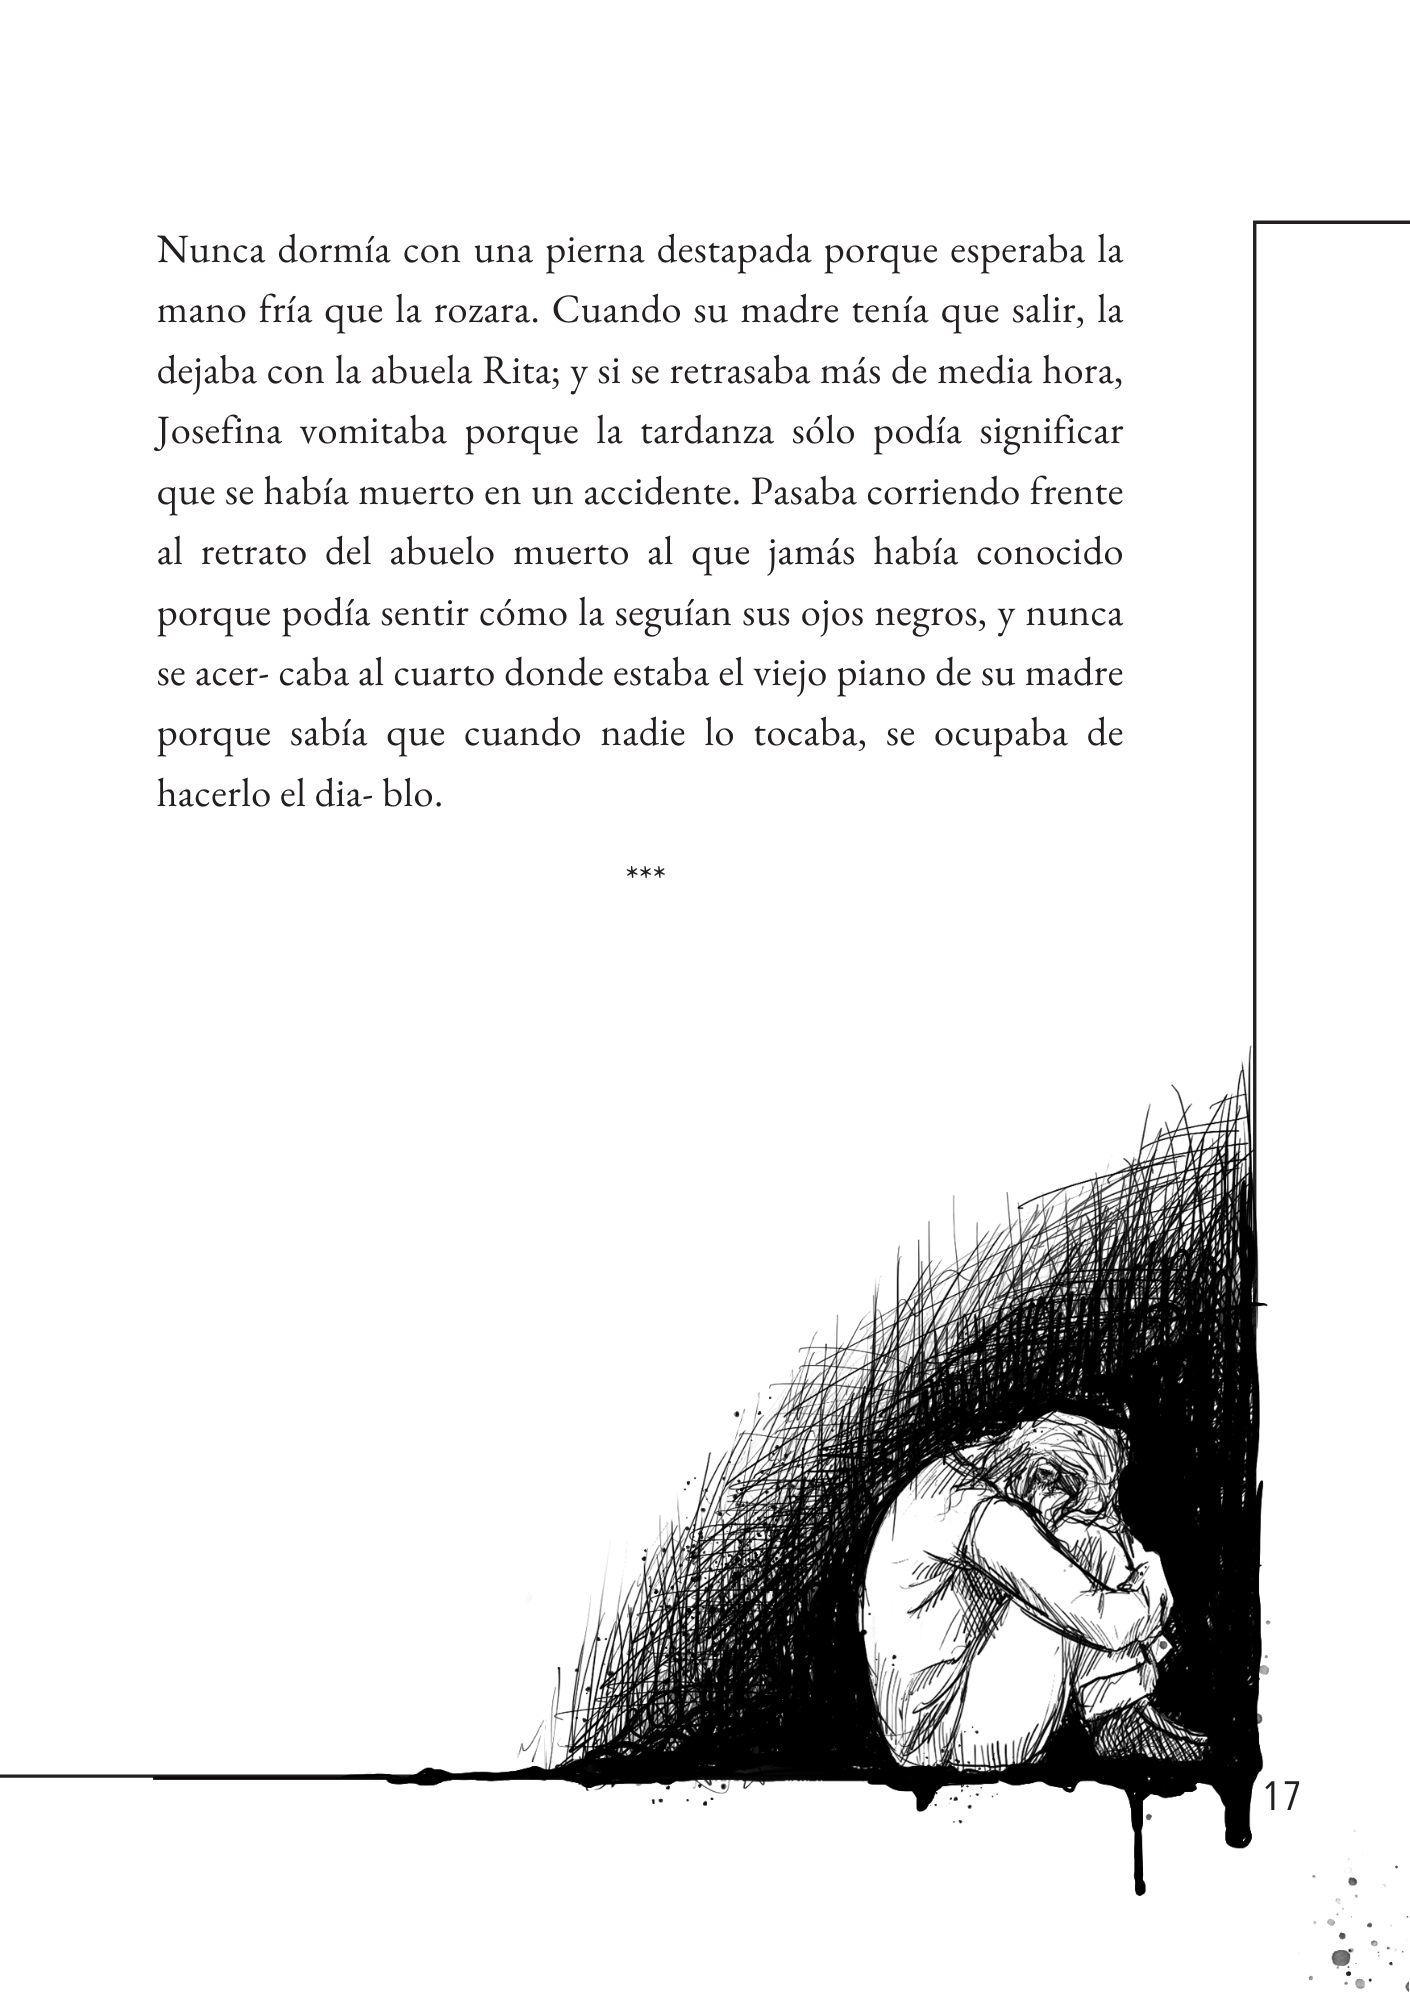 Nunca dormía con una pierna destapada porque esperaba la
mano fría que la rozara. Cuando su madre tenía que salir, la
dejaba con la abuela Rita; y si se retrasaba más de media hora,
Josefina vomitaba porque la tardanza sólo podía significar
que se había muerto en un accidente. Pasaba corriendo frente
al retrato del abuelo muerto al que jamás había conocido
porque podía sentir cómo la seguían sus ojos negros, y nunca
se acer- caba al cuarto donde estaba el viejo piano de su madre
porque sabía que cuando nadie lo tocaba, se ocupaba de
hacerlo el dia- blo.
***
17